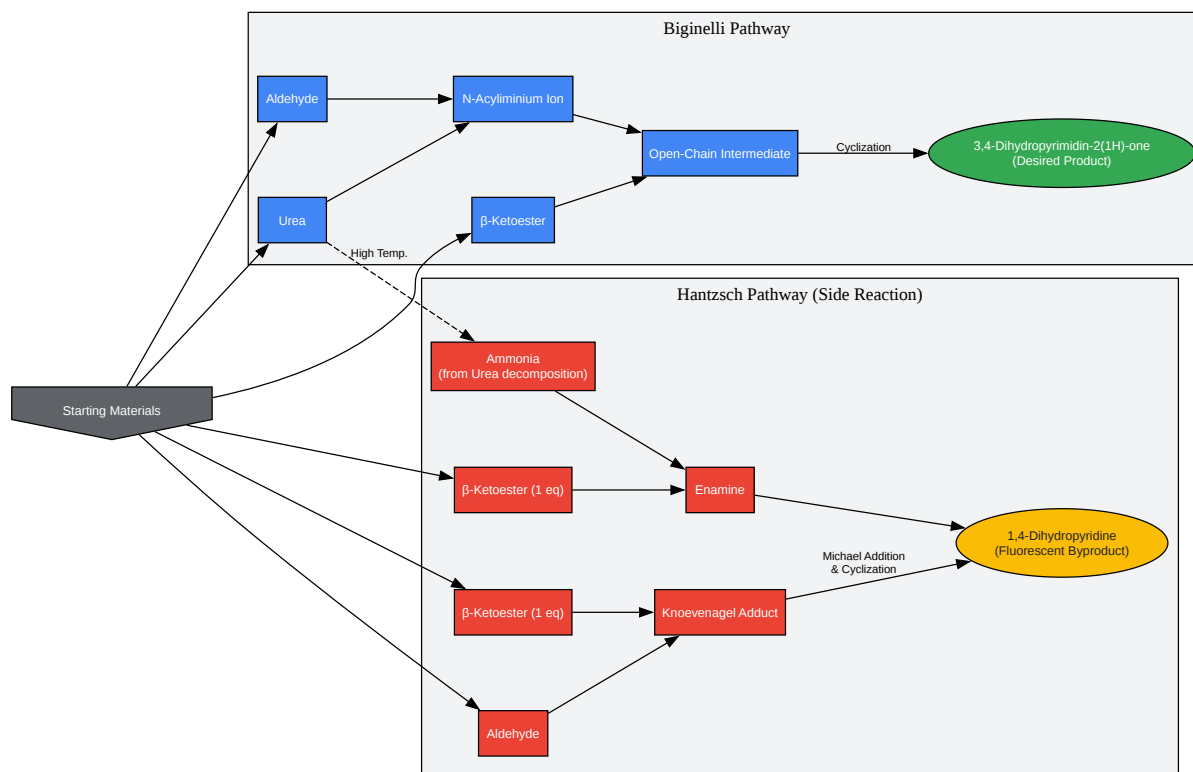 Biginelli Pathway
Aldehyde
N-Acyliminium Ion
Open-Chain Intermediate
Cyclization
3,4-Dihydropyrimidin-2(1H)-one
(Desired Product)
Urea
β-Ketoester
High Temp.
Hantzsch Pathway (Side Reaction)
Ammonia
(from Urea decomposition)
Starting Materials
β-Ketoester (1 eq)
Enamine
1,4-Dihydropyridine
(Fluorescent Byproduct)
Michael Addition
& Cyclization
β-Ketoester (1 eq)
Knoevenagel Adduct
Aldehyde